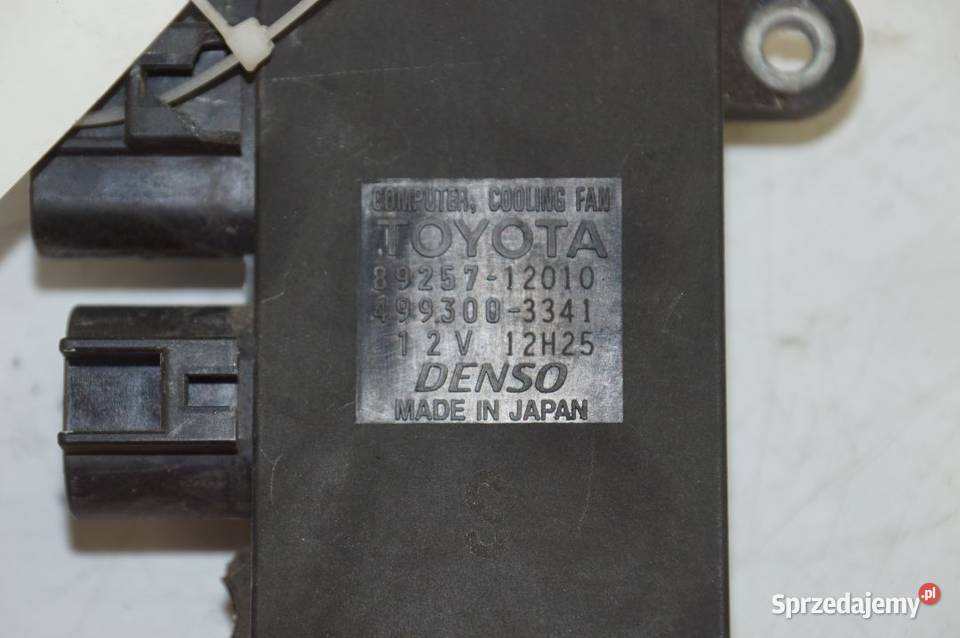 COMPUTER, COOLING FAN
TOYOTA
89257-12010
499300-3341
12V 12H25
DENSO
MADE IN JAPAN
S
Sprzedajemy.pl